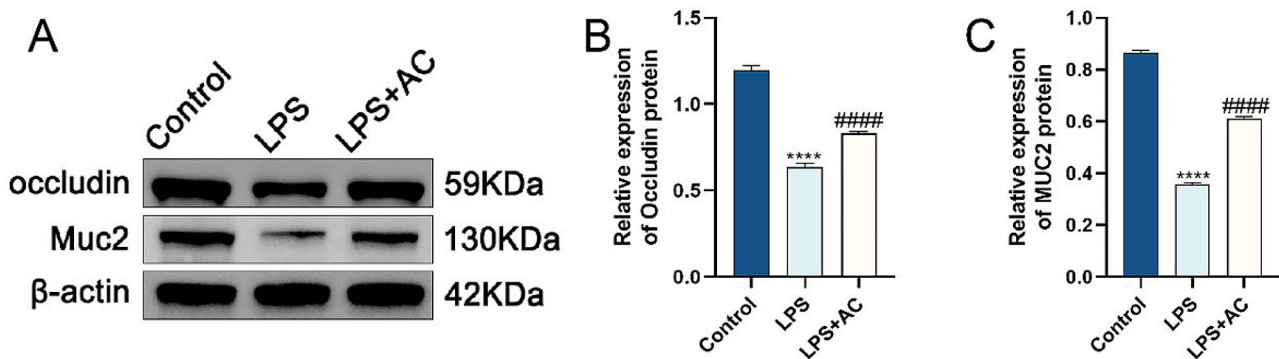 A
Control
LPS
LPS+AC
occludin
59KDa
Muc2
130KDa
β-actin
42KDa
B
Relative expression
of Occludin protein
1.5
1.0
0.5
0.0
****
####
Control
LPS
LPS+AC
C
Relative expression
of MUC2 protein
1.0
0.8
0.6
0.4
0.2
0.0
****
####
Control
LPS
LPS+AC